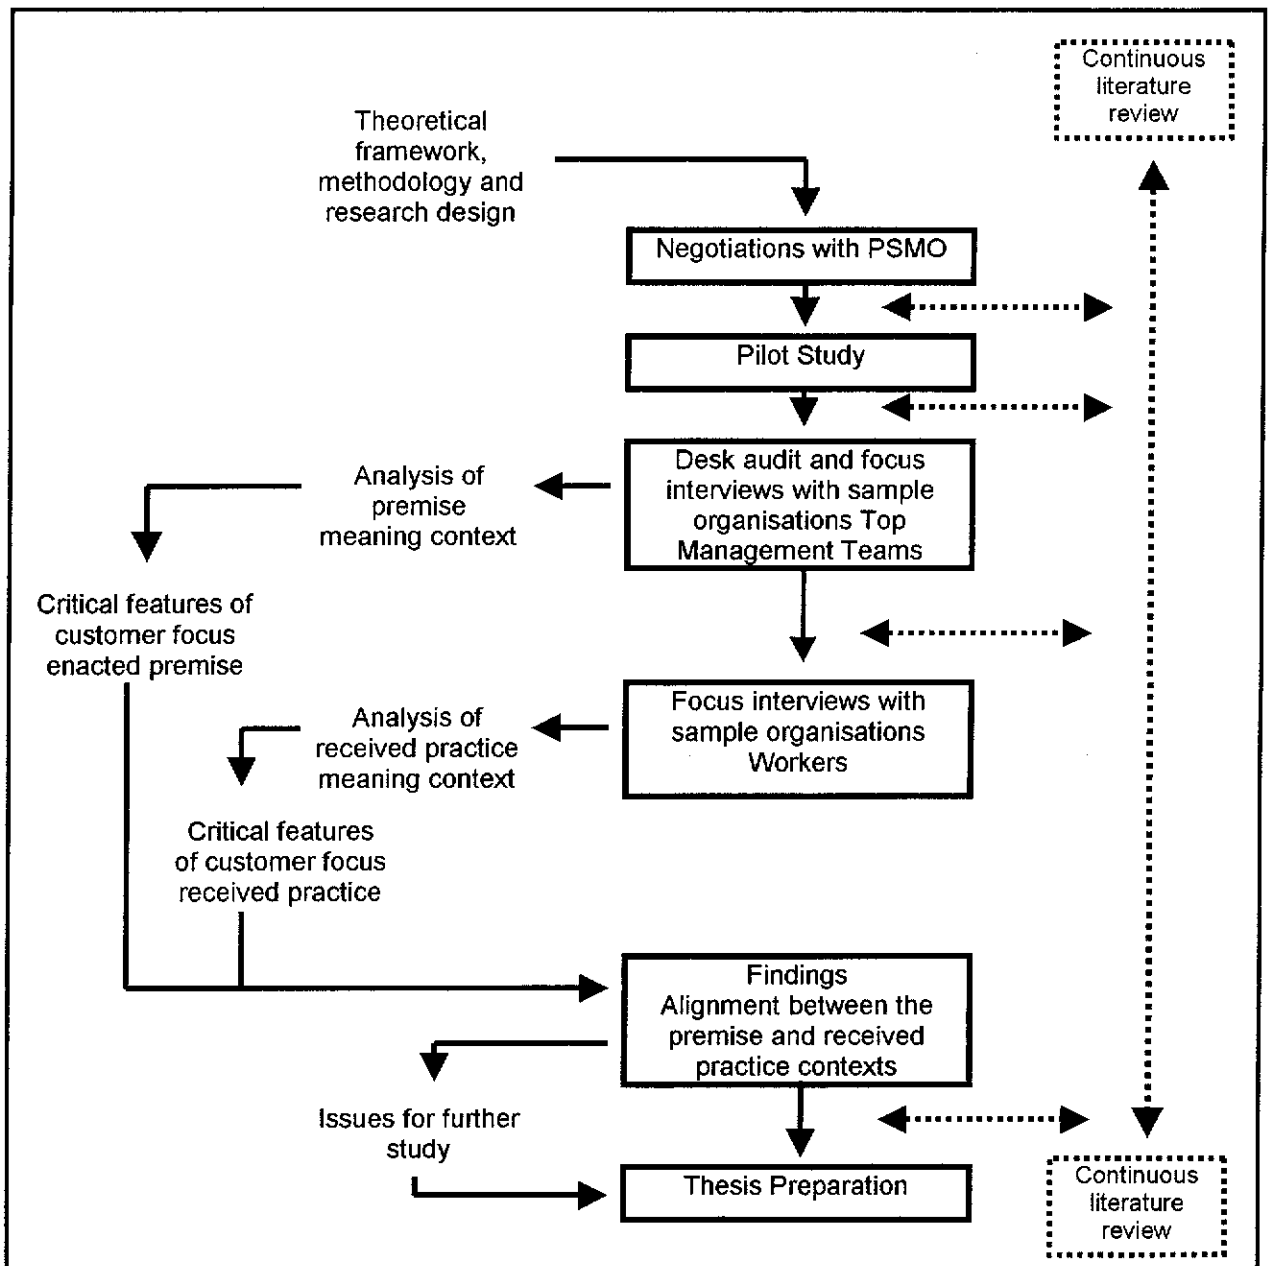 Continuous
literature
review
Theoretical
framework,
methodology and
research design
Negotiations with PSMO
Pilot Study
Desk audit and focus
interviews with sample
organisations Top
Management Teams
Analysis of
premise
meaning context
Critical features of
customer focus
enacted premise
Focus interviews with
sample organisations
Workers
Analysis of
received practice
meaning context
Critical features
of customer focus
received practice
Findings
Alignment between the
premise and received
practice contexts
Issues for further
study
Thesis Preparation
Continuous
literature
review